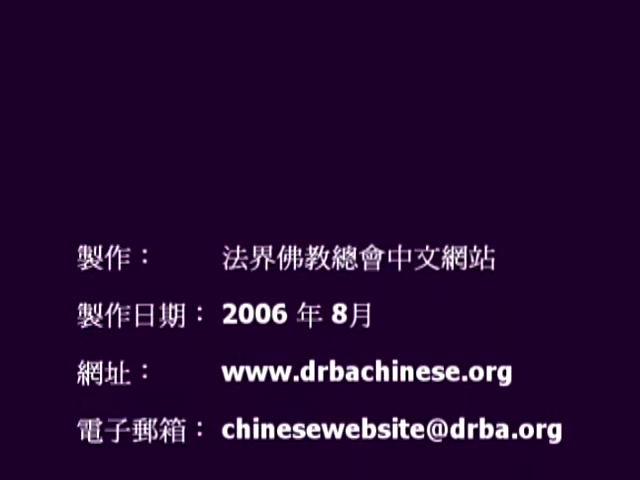 製作： 法界佛教總會中文網站
製作日期： 2006 年 8月
網址： www.drbachinese.org
電子郵箱： chinesewebsite@drba.org